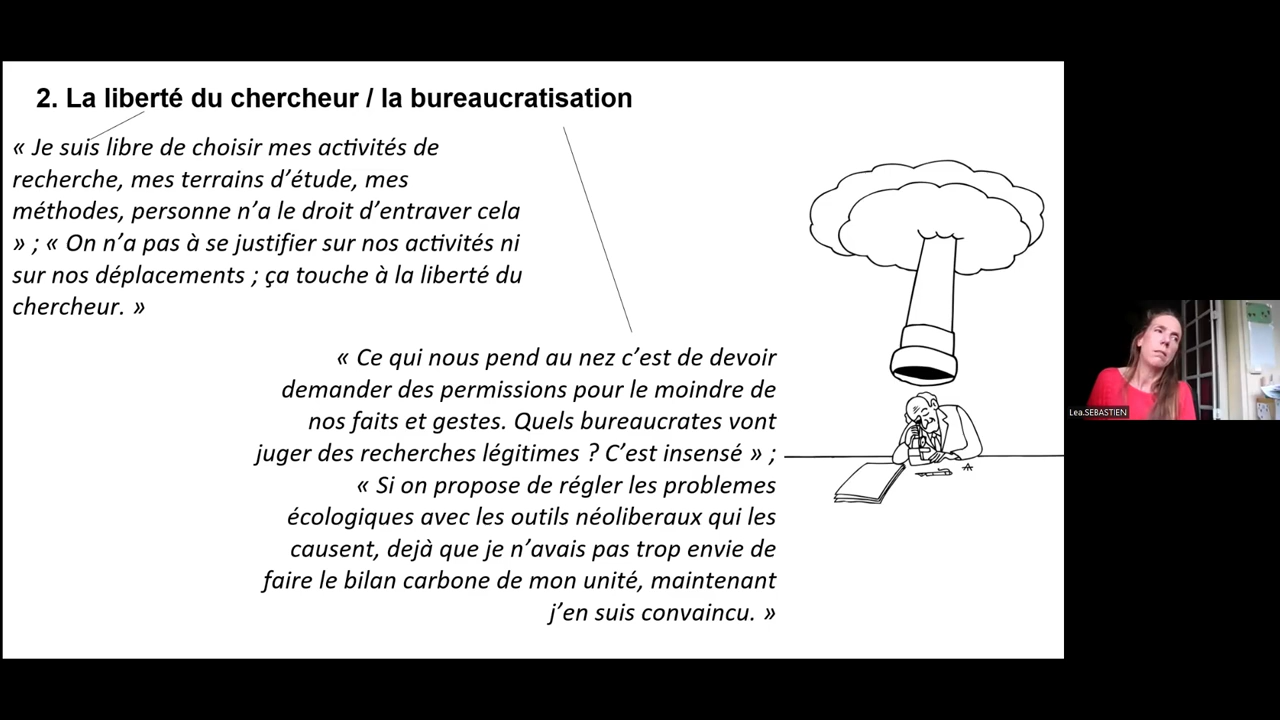 2. La liberté du chercheur / la bureaucratisation
« Je suis libre de choisir mes activités de
recherche, mes terrains d’étude, mes
méthodes, personne n’a le droit d’entraver cela
» ; « On n’a pas à se justifier sur nos activités ni
sur nos déplacements ; ça touche à la liberté du
chercheur. »
« Ce qui nous pend au nez c’est de devoir
demander des permissions pour le moindre de
nos faits et gestes. Quels bureaucrates vont
juger des recherches légitimes ? C’est insensé » ;
« Si on propose de régler les problemes
écologiques avec les outils néoliberaux qui les
causent, dejà que je n’avais pas trop envie de
faire le bilan carbone de mon unité, maintenant
j’en suis convaincu. »
Lea.SEBASTIEN